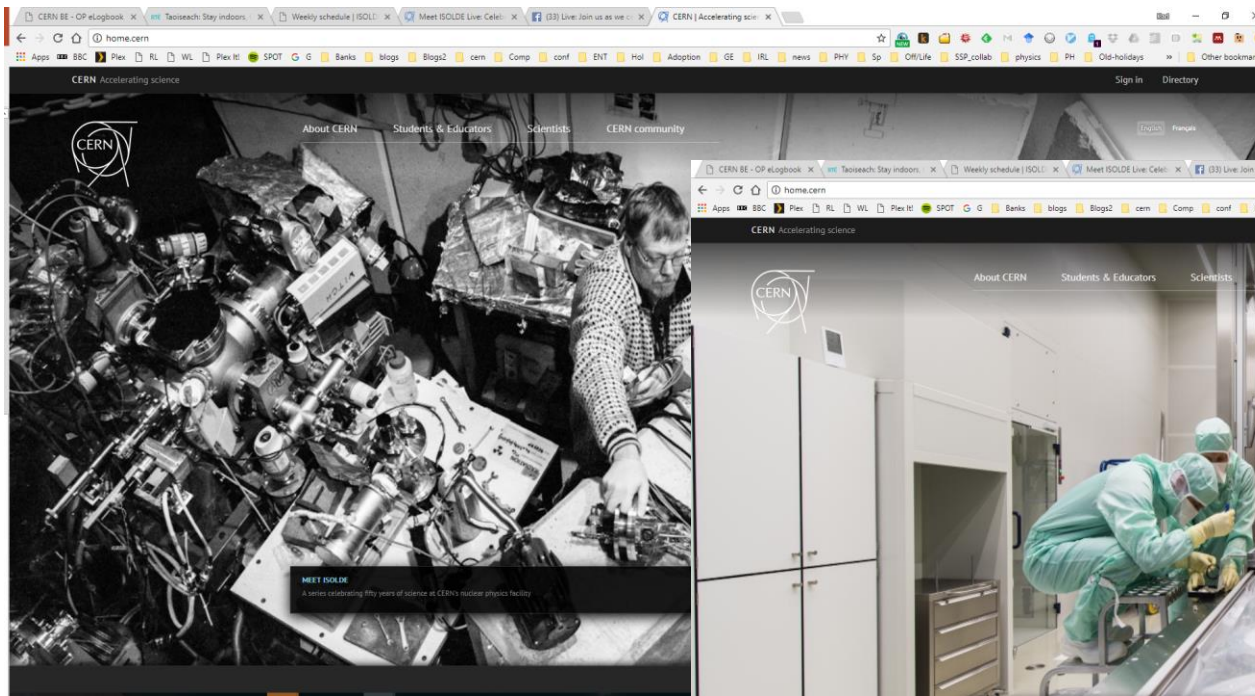 CERN BE - OP eLogbook
Taoiseach: Stay indoors,
Weekly schedule | ISOLD
Meet ISOLDE Live: Celeb
(33) Live: Join us as we c
CERN | Accelerating scien
home.cern
Apps BBC Plex RL WL Plex It! SPOT G G Banks blogs Blogs2 cern Comp conf ENT Hol Adoption GE IRL news PHY Sp Off/Life SSP_collab physics PH Old-holidays » Other bookmar
CERN Accelerating science
Sign in Directory
CERN
About CERN Students & Educators Scientists CERN community
English Français
MEET ISOLDE
A series celebrating fifty years of science at CERN's nuclear physics facility
CERN BE - OP eLogbook
Taoiseach: Stay indoors,
Weekly schedule | ISOLD
Meet ISOLDE Live: Celeb
(33) Live: Join
home.cern
Apps BBC Plex RL WL Plex It! SPOT G G Banks blogs Blogs2 cern Comp conf
CERN Accelerating science
CERN
About CERN Students & Educators Scientists